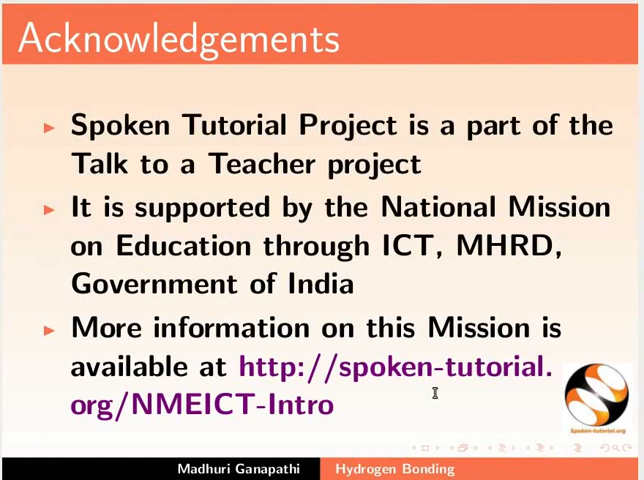 Acknowledgements
Spoken Tutorial Project is a part of the
Talk to a Teacher project
It is supported by the National Mission
on Education through ICT, MHRD,
Government of India
More information on this Mission is
available at http://spoken-tutorial.
org/NMEICT-Intro
Spoken-tutorial.org
Madhuri Ganapathi Hydrogen Bonding